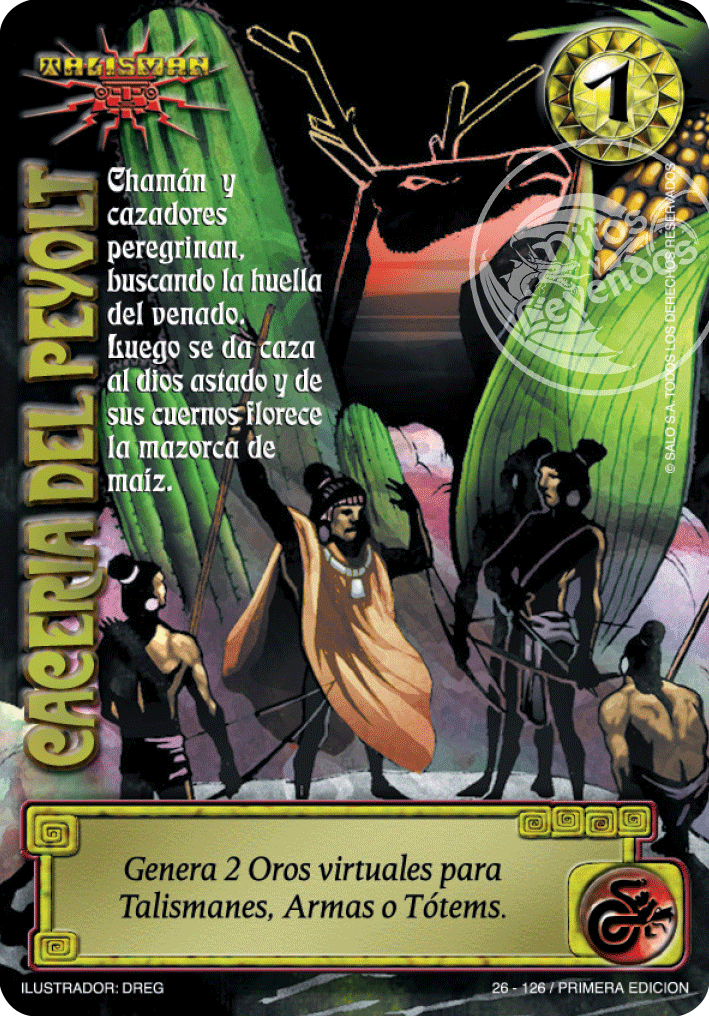 TALISMAN
1
CACERIA DEL PEYOLT
Chamán y
cazadores
peregrinan,
buscando la huella
del venado.
Luego se da caza
al dios astado y de
sus cuernos florece
la mazorca de
maíz.
Mitos
Leyendas
© SALO S.A. TODOS LOS DERECHOS RESERVADOS
Genera 2 Oros virtuales para
Talismanes, Armas o Tótems.
ILUSTRADOR: DREG
26 - 126 / PRIMERA EDICION